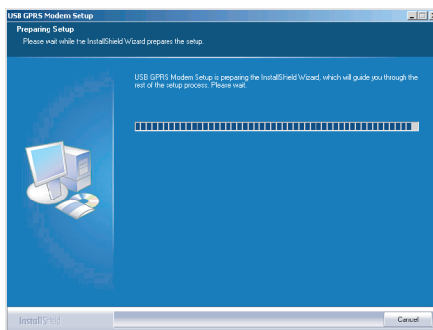 USB GPRS Modem Setup
Preparing Setup
Please wait while the InstallShield Wizard prepares the setup.
USB GPRS Modem Setup is preparing the InstallShield Wizard, which will guide you through the
rest of the setup process. Please wait.
InstallShield
Cancel